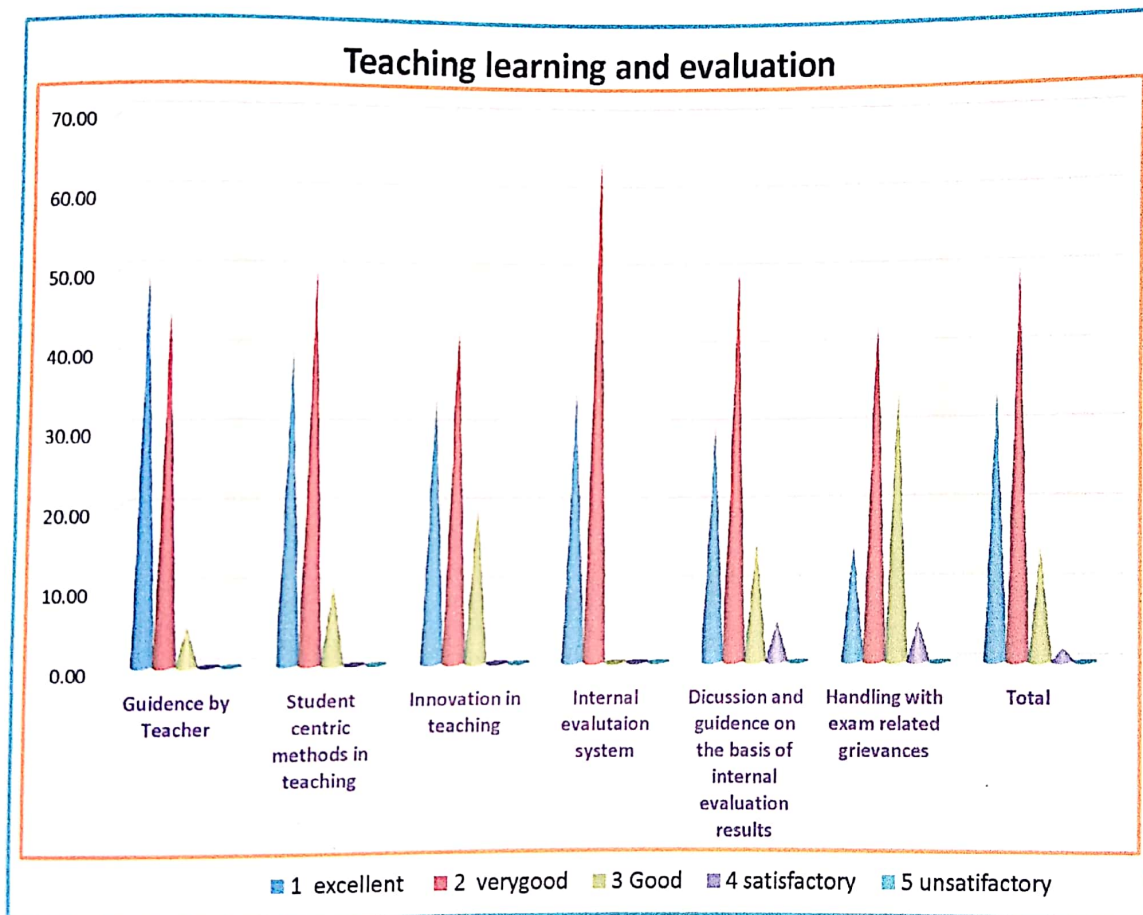 Teaching learning and evaluation
70.00
60.00
50.00
40.00
30.00
20.00
10.00
0.00
Guidence by
Teacher
Student
centric
methods in
teaching
Innovation in
teaching
Internal
evalutaion
system
Dicussion and
guidance on
the basis of
internal
evaluation
results
Handling with
exam related
grievances
Total
1 excellent 2 verygood 3 Good 4 satisfactory 5 unsatifactory